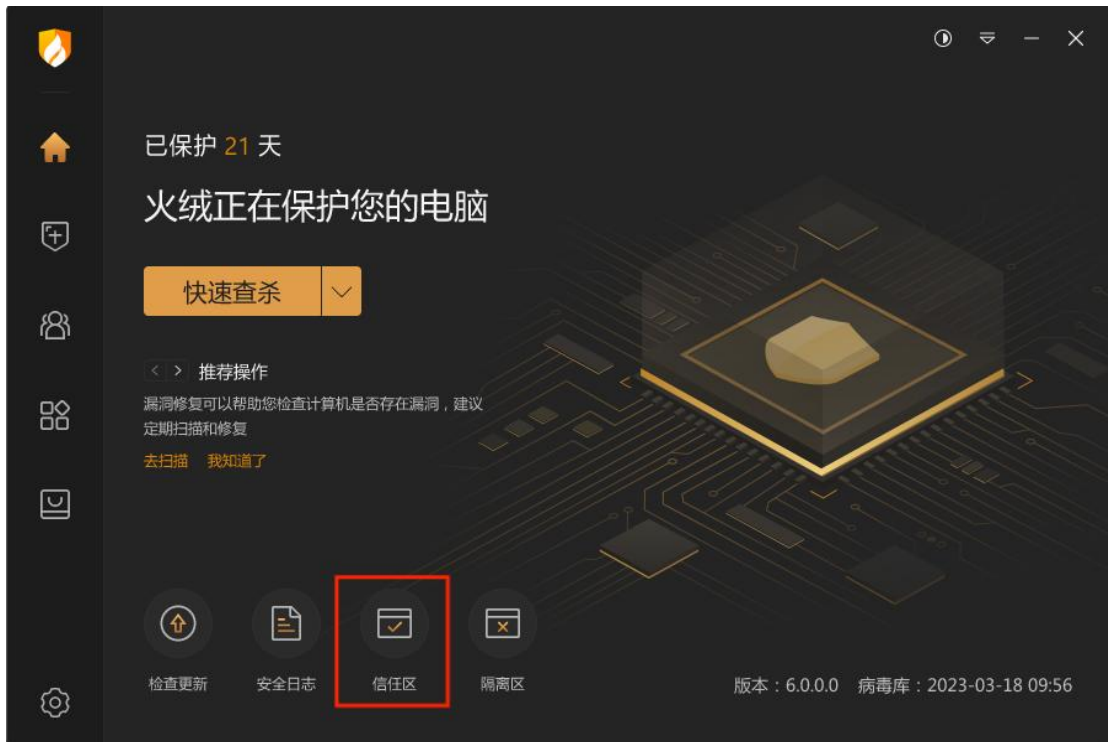 已保护 21 天
火绒正在保护您的电脑
快速查杀
推荐操作
漏洞修复可以帮助您检查计算机是否存在漏洞，建议
定期扫描和修复
去扫描 我知道了
检查更新 安全日志 信任区 隔离区
版本：6.0.0.0 病毒库：2023-03-18 09:56